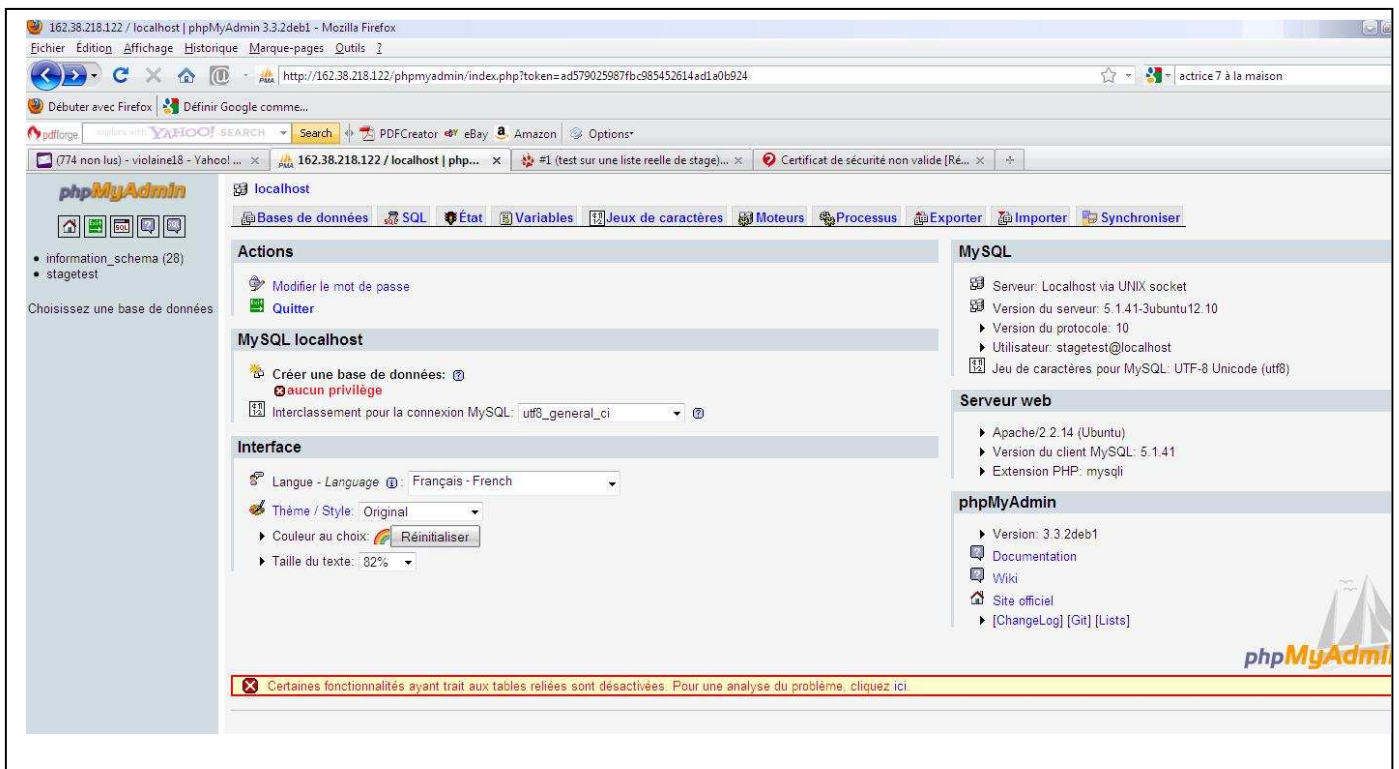 162.38.218.122 / localhost | phpMyAdmin 3.3.2deb1 - Mozilla Firefox
Eichier Édition Affichage Historique Marque-pages Outils ?
http://162.38.218.122/phpmyadmin/index.php?token=ad579025987fbc985452614ad1a0b924 actrice 7 à la maison
Débuter avec Firefox Définir Google comme...
pdfforge YAHOO! SEARCH Search PDFCreator eBay Amazon Options
(774 non lus) - violaine18 - Yahoo! ... 162.38.218.122 / localhost | php... #1 (test sur une liste reelle de stage)... Certificat de sécurité non valide [Ré...
phpMyAdmin
information_schema (28)
stagetest
Choisissez une base de données
localhost
Bases de données SQL État Variables Jeux de caractères Moteurs Processus Exporter Importer Synchroniser
Actions
Modifier le mot de passe
Quitter
MySQL localhost
Créer une base de données:
aucun privilège
Interclassement pour la connexion MySQL: utf8_general_ci
Interface
Langue - Language : Français - French
Thème / Style: Original
Couleur au choix: Réinitialiser
Taille du texte: 82%
MySQL
Serveur: Localhost via UNIX socket
Version du serveur: 5.1.41-3ubuntu12.10
Version du protocole: 10
Utilisateur: stagetest@localhost
Jeu de caractères pour MySQL: UTF-8 Unicode (utf8)
Serveur web
Apache/2.2.14 (Ubuntu)
Version du client MySQL: 5.1.41
Extension PHP: mysqli
phpMyAdmin
Version: 3.3.2deb1
Documentation
Wiki
Site officiel
[ChangeLog] [Git] [Lists]
phpMyAdmi
Certaines fonctionnalités ayant trait aux tables reliées sont désactivées. Pour une analyse du problème, cliquez ici.